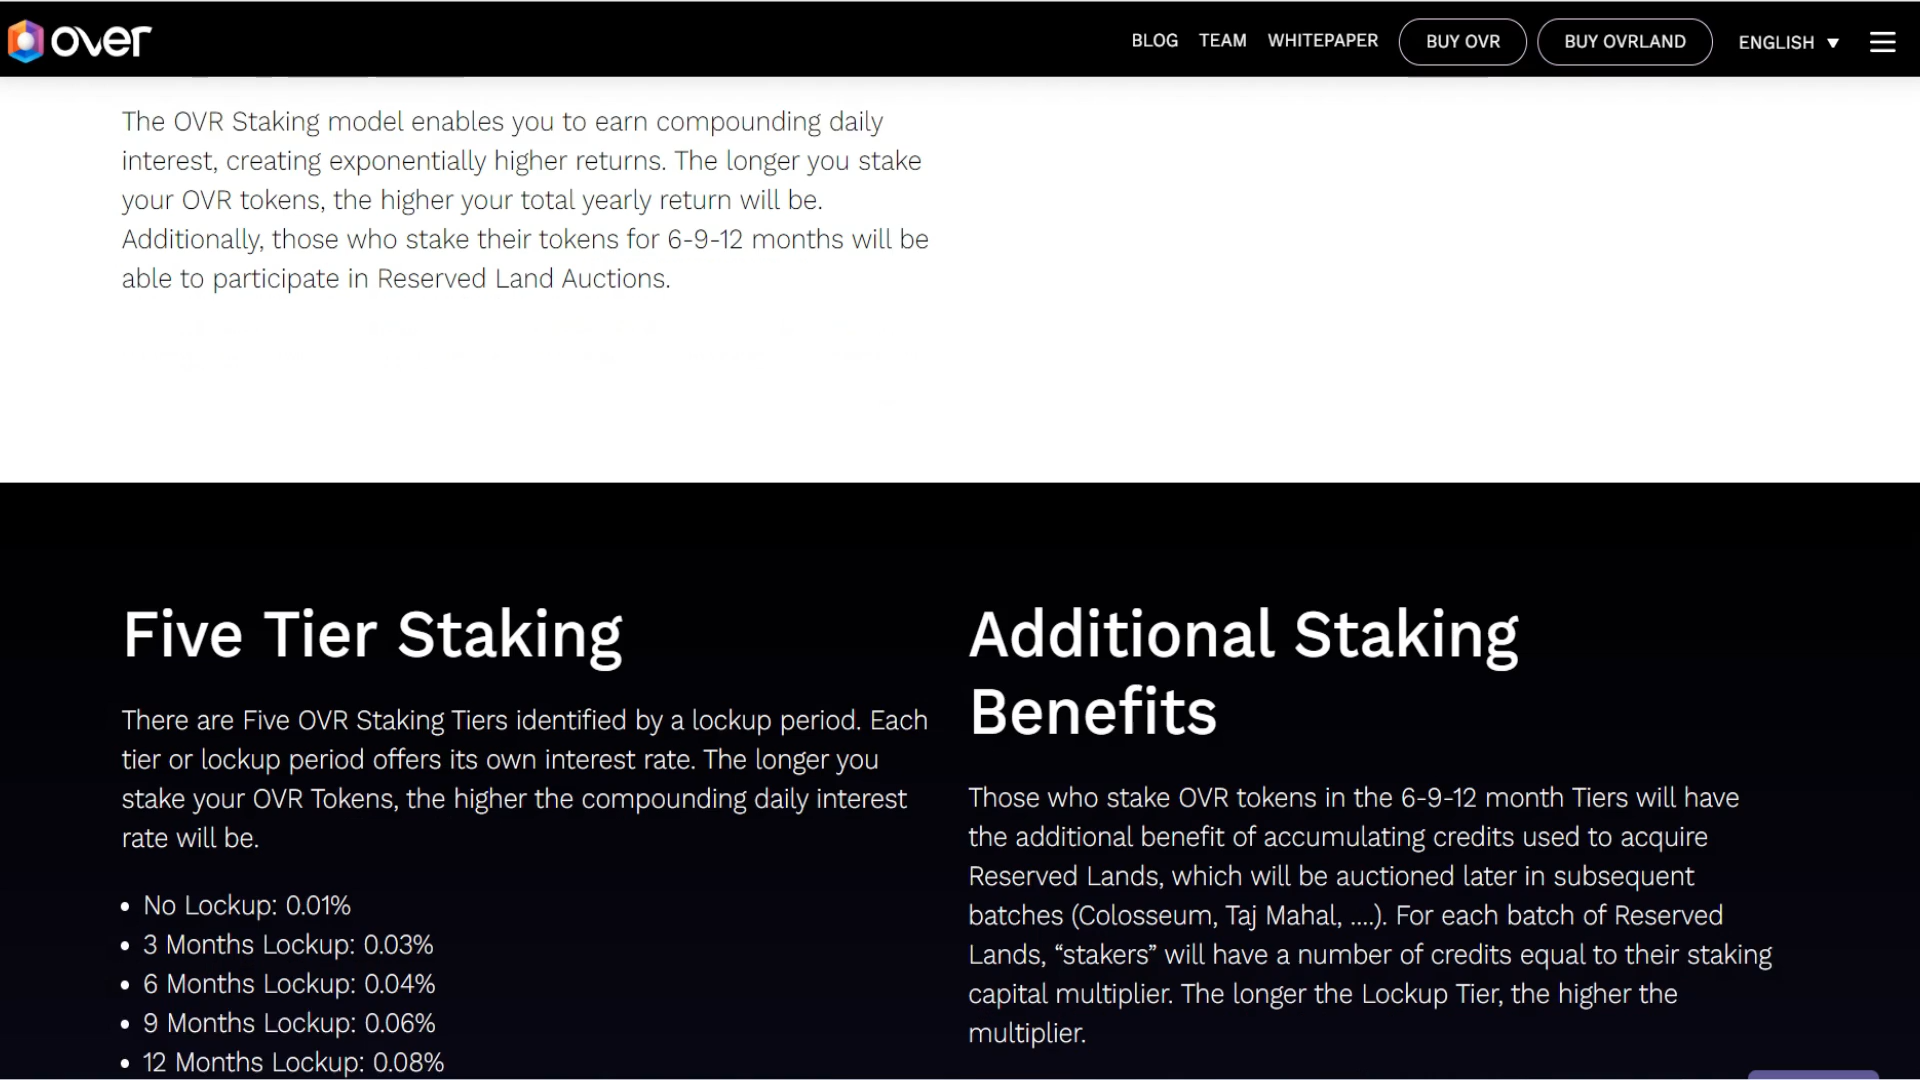 over
BLOG TEAM WHITEPAPER BUY OVR BUY OVRLAND ENGLISH
The OVR Staking model enables you to earn compounding daily
interest, creating exponentially higher returns. The longer you stake
your OVR tokens, the higher your total yearly return will be.
Additionally, those who stake their tokens for 6-9-12 months will be
able to participate in Reserved Land Auctions.
Five Tier Staking
There are Five OVR Staking Tiers identified by a lockup period. Each
tier or lockup period offers its own interest rate. The longer you
stake your OVR Tokens, the higher the compounding daily interest
rate will be.
• No Lockup: 0.01%
• 3 Months Lockup: 0.03%
• 6 Months Lockup: 0.04%
• 9 Months Lockup: 0.06%
• 12 Months Lockup: 0.08%
Additional Staking
Benefits
Those who stake OVR tokens in the 6-9-12 month Tiers will have
the additional benefit of accumulating credits used to acquire
Reserved Lands, which will be auctioned later in subsequent
batches (Colosseum, Taj Mahal, ....). For each batch of Reserved
Lands, “stakers” will have a number of credits equal to their staking
capital multiplier. The longer the Lockup Tier, the higher the
multiplier.